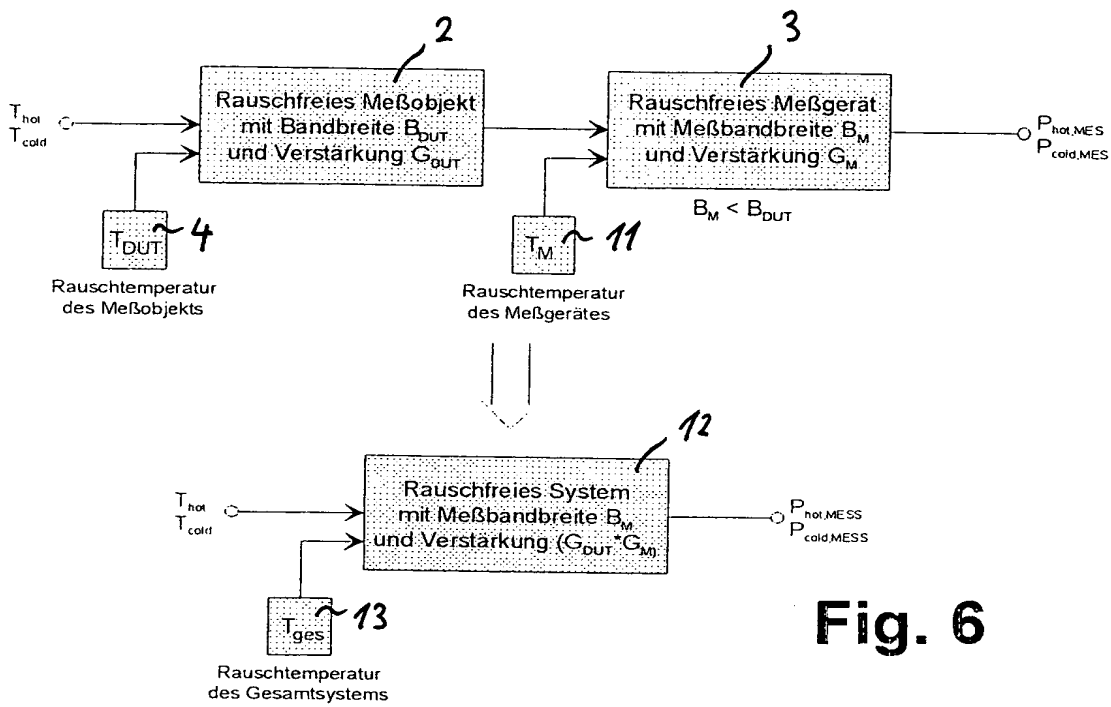 2
3
T_hot
T_cold
Rauschfreies Meßobjekt
mit Bandbreite B_DUT
und Verstärkung G_OUT
Rauschfreies Meßgerät
mit Meßbandbreite B_M
und Verstärkung G_M
P_hot,MES
P_cold,MES
B_M < B_DUT
T_DUT
4
T_M
11
Rauschtemperatur
des Meßobjekts
Rauschtemperatur
des Meßgerätes
12
T_hot
T_cold
Rauschfreies System
mit Meßbandbreite B_M
und Verstärkung (G_DUT*G_M)
P_hot,MESS
P_cold,MESS
T_ges
13
Rauschtemperatur
des Gesamtsystems
Fig. 6